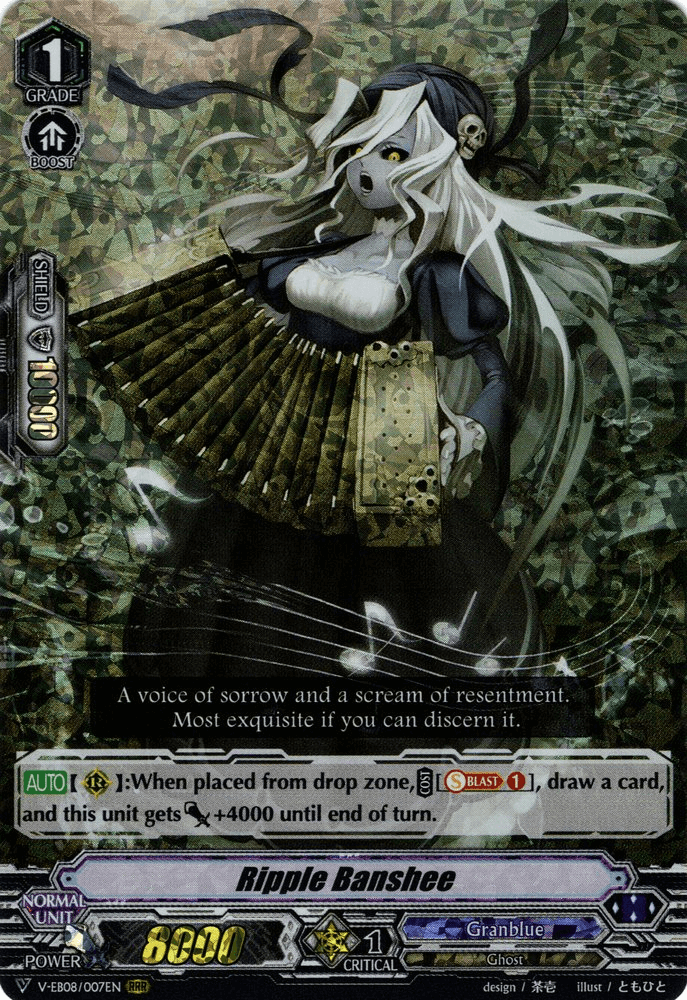 1
GRADE
BOOST
SHIELD
10000
A voice of sorrow and a scream of resentment.
Most exquisite if you can discern it.
AUTO【 R 】:When placed from drop zone, COST [S BLAST 1], draw a card,
and this unit gets +4000 until end of turn.
Ripple Banshee
NORMAL
UNIT
POWER
8000
1
CRITICAL
Granblue
Ghost
V-EB08/007EN RRR
design / 茶壱
illust / ともひと